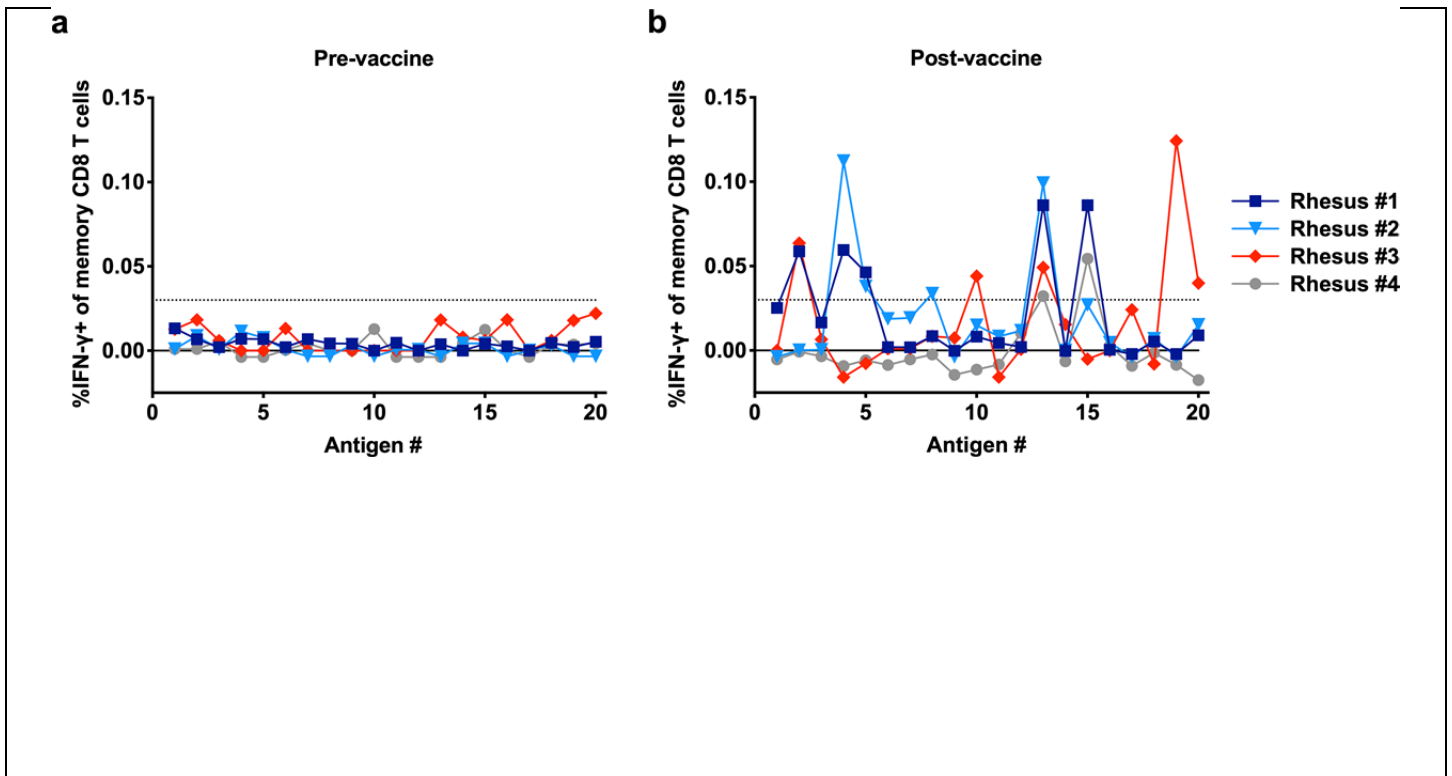 a
Pre-vaccine
%IFN-γ+ of memory CD8 T cells
0.15
0.10
0.05
0.00
0 5 10 15 20
Antigen #
b
Post-vaccine
%IFN-γ+ of memory CD8 T cells
0.15
0.10
0.05
0.00
0 5 10 15 20
Antigen #
Rhesus #1
Rhesus #2
Rhesus #3
Rhesus #4